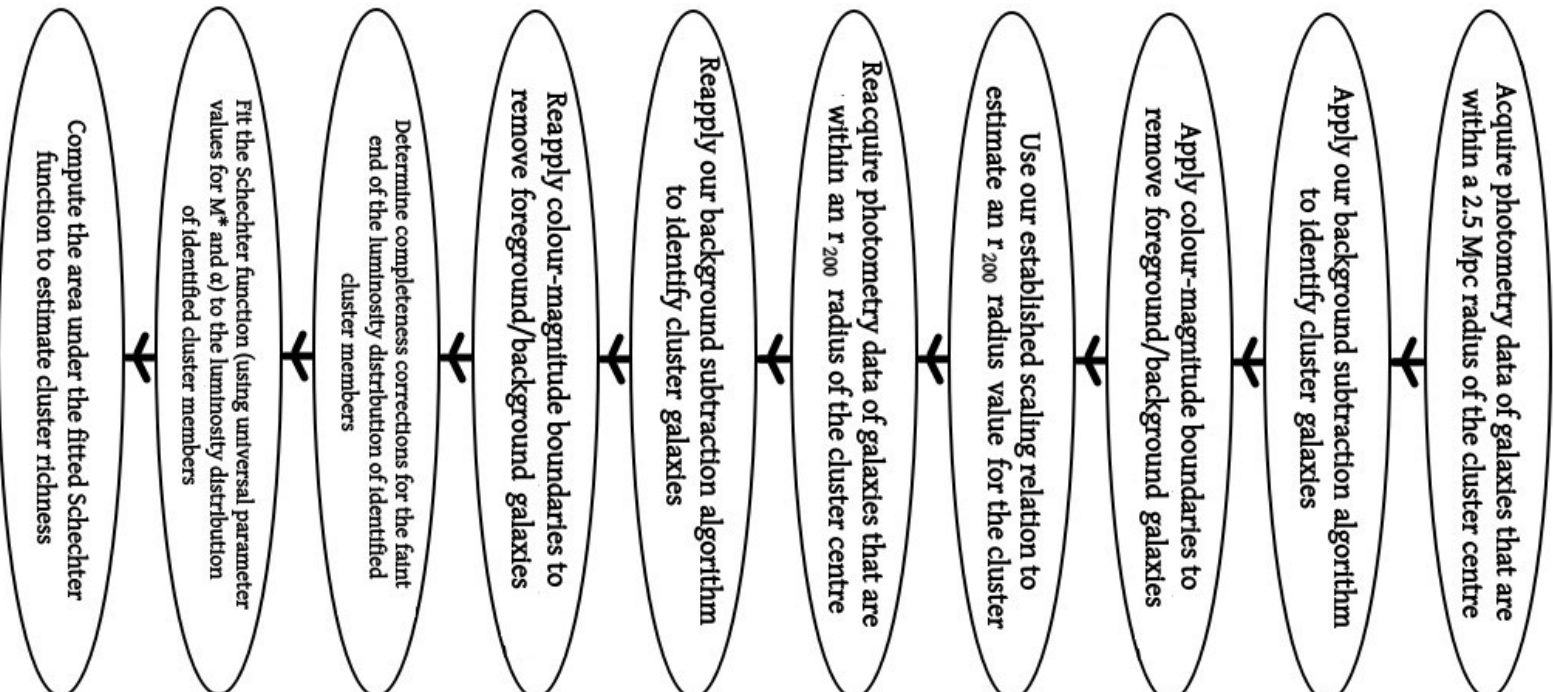 Acquire photometry data of galaxies that are
within a 2.5 Mpc radius of the cluster centre
Apply our background subtraction algorithm
to identify cluster galaxies
Apply colour-magnitude boundaries to
remove foreground/background galaxies
Use our established scaling relation to
estimate an r₂₀₀ radius value for the cluster
Reacquire photometry data of galaxies that are
within an r₂₀₀ radius of the cluster centre
Reapply our background subtraction algorithm
to identify cluster galaxies
Reapply colour-magnitude boundaries to
remove foreground/background galaxies
Determine completeness corrections for the faint
end of the luminosity distribution of identified
cluster members
Fit the Schechter function (using universal parameter
values for M* and α) to the luminosity distribution
of identified cluster members
Compute the area under the fitted Schechter
function to estimate cluster richness